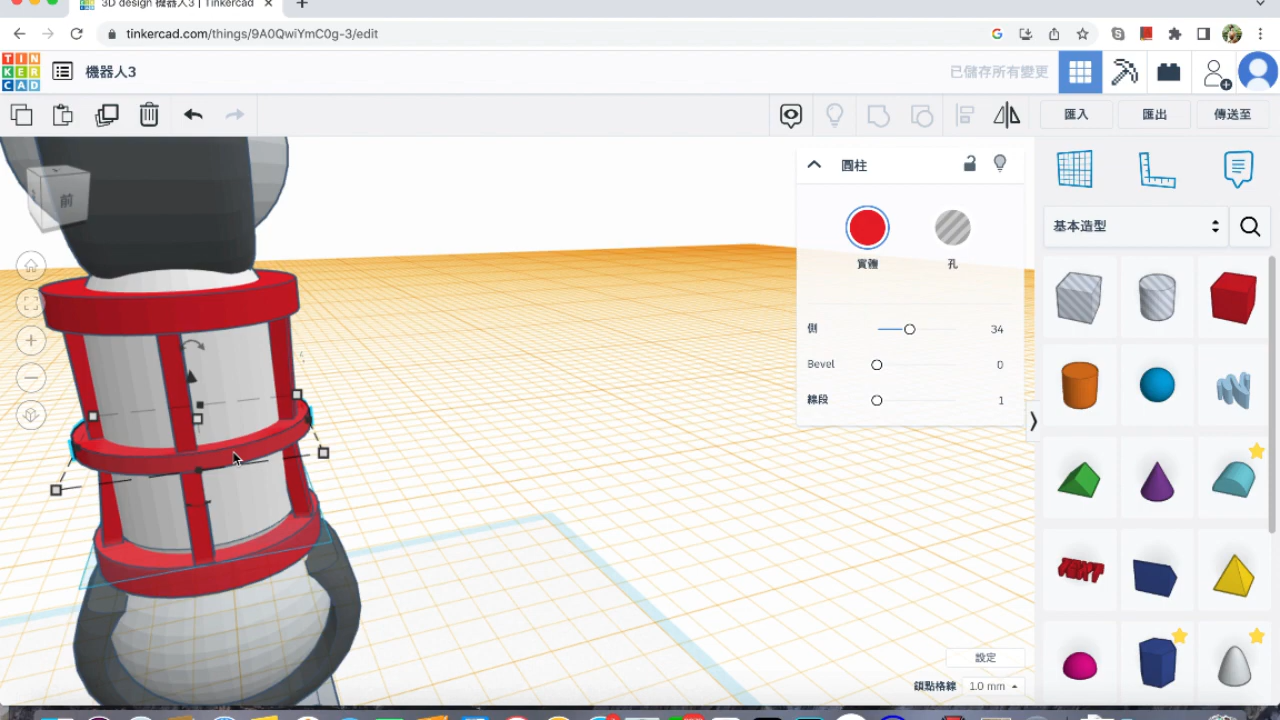 3D design 機器人3 | Tinkercad
tinkercad.com/things/9A0QwiYmC0g-3/edit
TIN
KER
CAD
機器人3
已儲存所有變更
匯入
匯出
傳送至
前
圓柱
實體
孔
側 34
Bevel 0
線段 1
基本造型
TEXT
設定
鎖點格線 1.0 mm